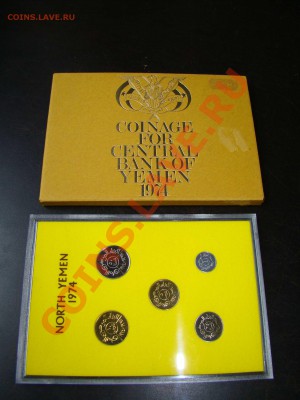 COINS.LAVE.RU
COINAGE
FOR
CENTRAL
BANK OF
YEMEN
1974
COINS.LAVE.RU
NORTH YEMEN
1974